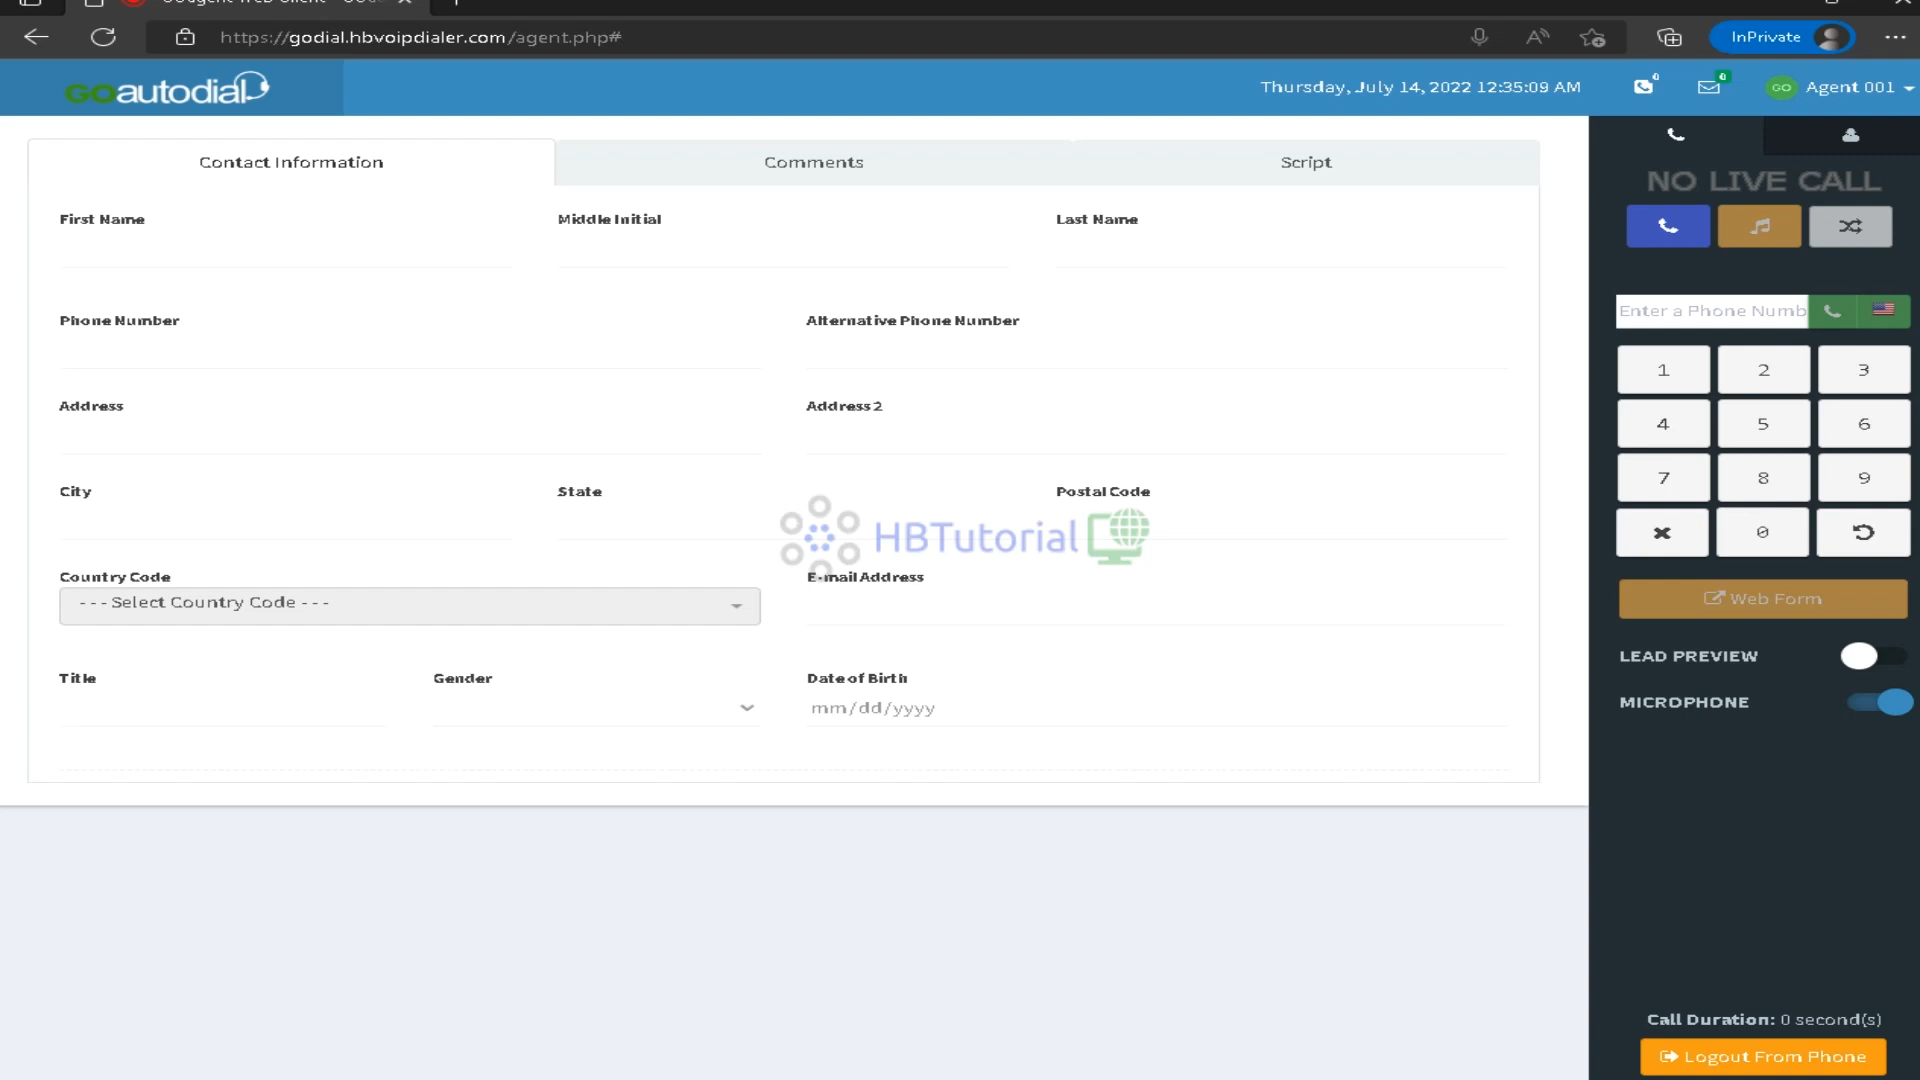 https://godial.hbvoipdialer.com/agent.php#
InPrivate
GOautodial
Thursday, July 14, 2022 12:35:09 AM
GO Agent 001
Contact Information
Comments
Script
NO LIVE CALL
First Name
Middle Initial
Last Name
Enter a Phone Numb
Phone Number
Alternative Phone Number
1 2 3
Address
Address 2
4 5 6
7 8 9
City
State
Postal Code
0
HBTutorial
Country Code
--- Select Country Code ---
E-mail Address
Web Form
LEAD PREVIEW
MICROPHONE
Title
Gender
Date of Birth
mm/dd/yyyy
Call Duration: 0 second(s)
Logout From Phone